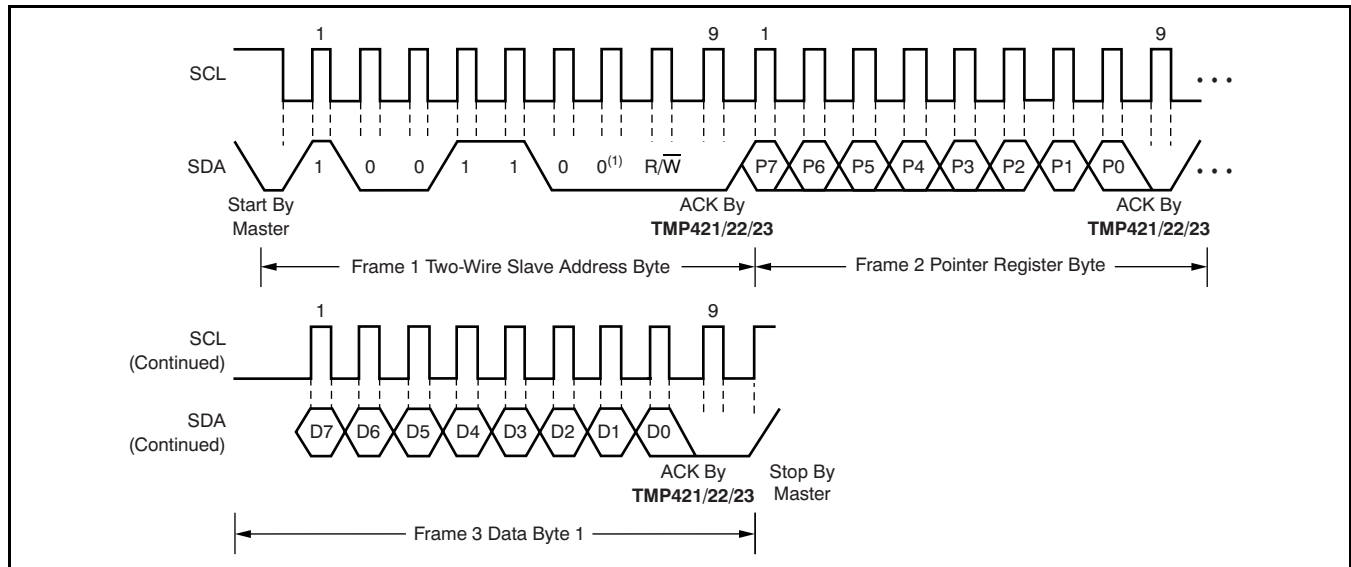 1 9 1 9
SCL
. . .
SDA 1 0 0 1 1 0 0(1) R/W P7 P6 P5 P4 P3 P2 P1 P0 . . .
Start By Master
ACK By TMP421/22/23
ACK By TMP421/22/23
Frame 1 Two-Wire Slave Address Byte
Frame 2 Pointer Register Byte
1 9
SCL (Continued)
SDA (Continued)
D7 D6 D5 D4 D3 D2 D1 D0
ACK By TMP421/22/23
Stop By Master
Frame 3 Data Byte 1